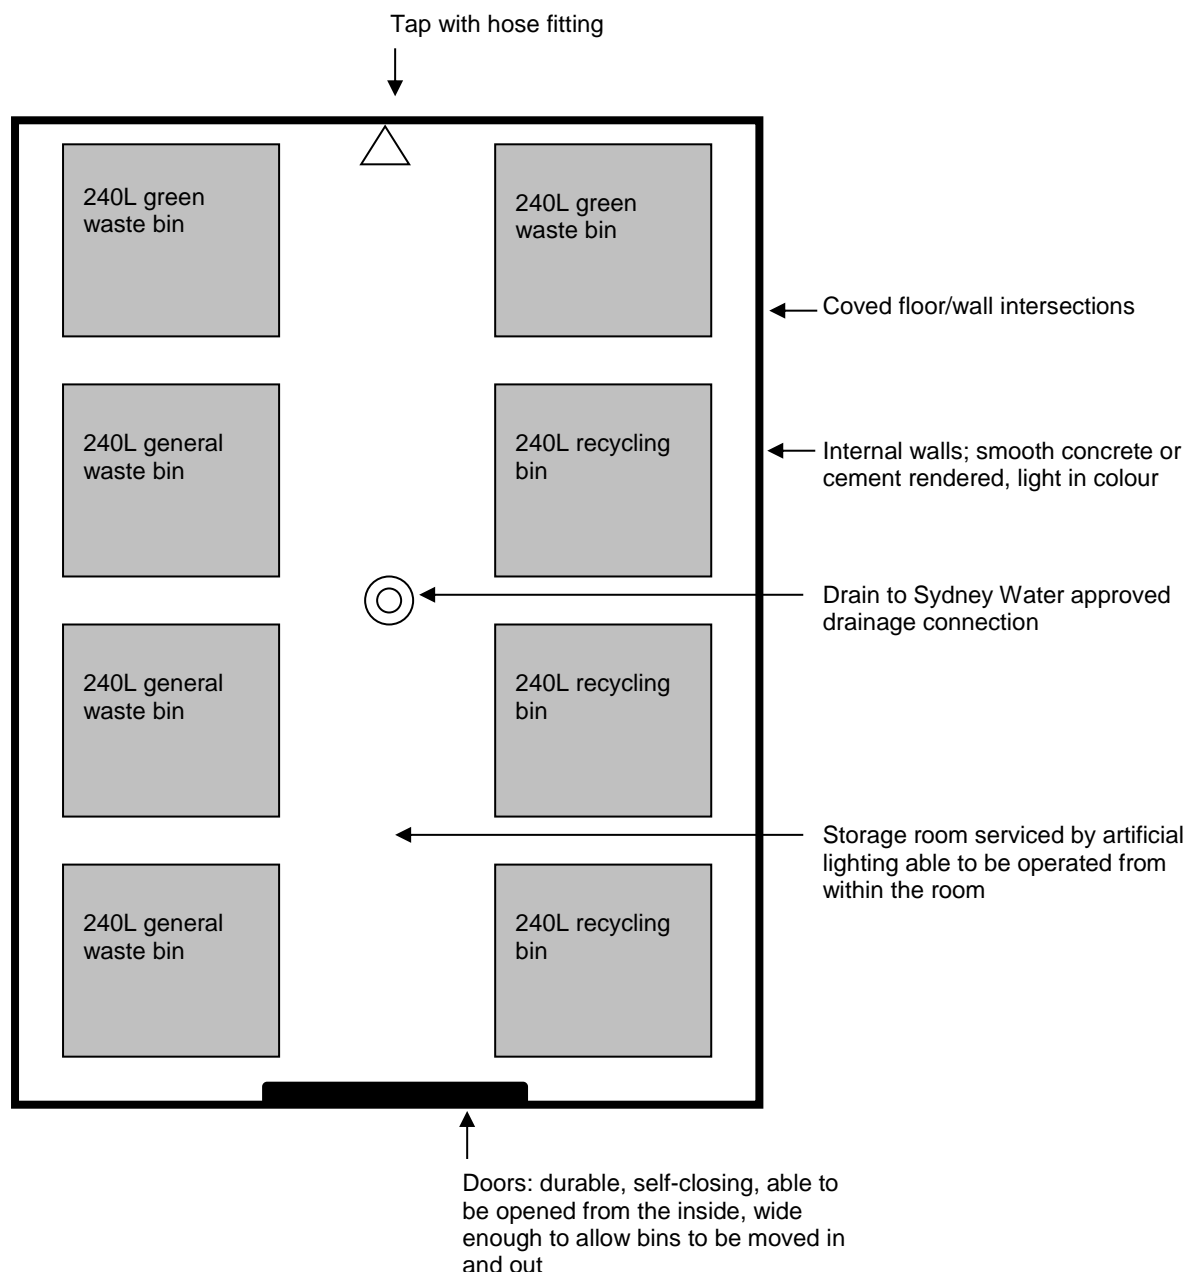 Tap with hose fitting
240L green
waste bin
240L green
waste bin
Coved floor/wall intersections
240L general
waste bin
240L recycling
bin
Internal walls; smooth concrete or
cement rendered, light in colour
Drain to Sydney Water approved
drainage connection
240L general
waste bin
240L recycling
bin
Storage room serviced by artificial
lighting able to be operated from
within the room
240L general
waste bin
240L recycling
bin
Doors: durable, self-closing, able to
be opened from the inside, wide
enough to allow bins to be moved in
and out